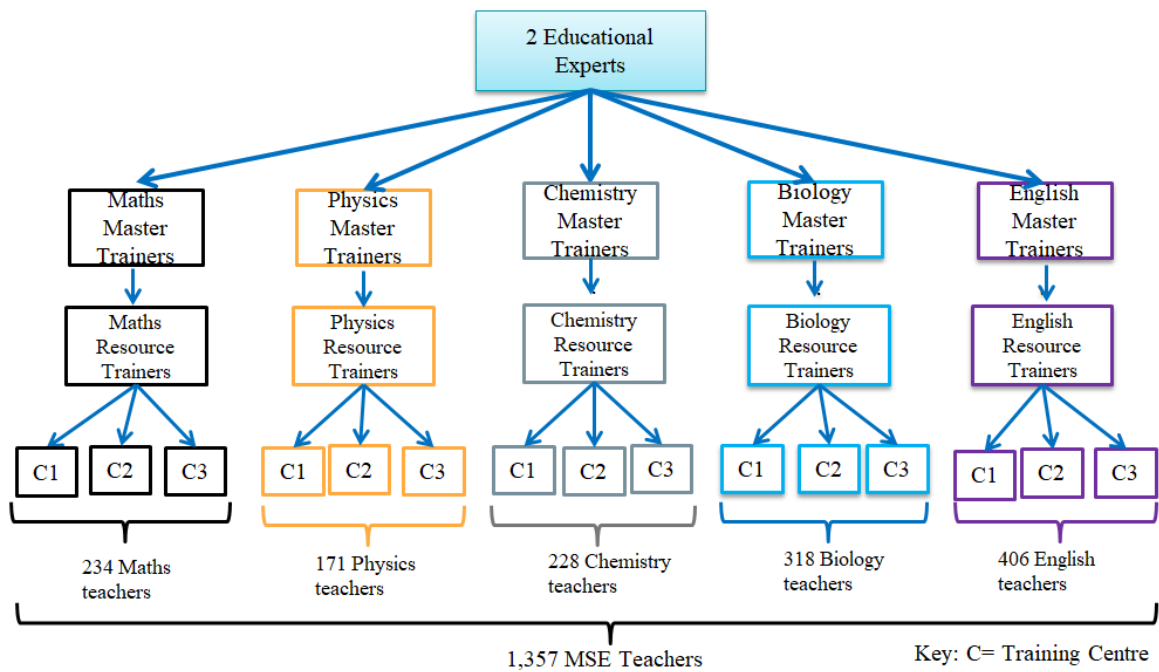 2 Educational
Experts
Maths
Master
Trainers
Physics
Master
Trainers
Chemistry
Master
Trainers
Biology
Master
Trainers
English
Master
Trainers
Maths
Resource
Trainers
Physics
Resource
Trainers
Chemistry
Resource
Trainers
Biology
Resource
Trainers
English
Resource
Trainers
C1
C2
C3
C1
C2
C3
C1
C2
C3
C1
C2
C3
C1
C2
C3
234 Maths
teachers
171 Physics
teachers
228 Chemistry
teachers
318 Biology
teachers
406 English
teachers
1,357 MSE Teachers
Key: C= Training Centre